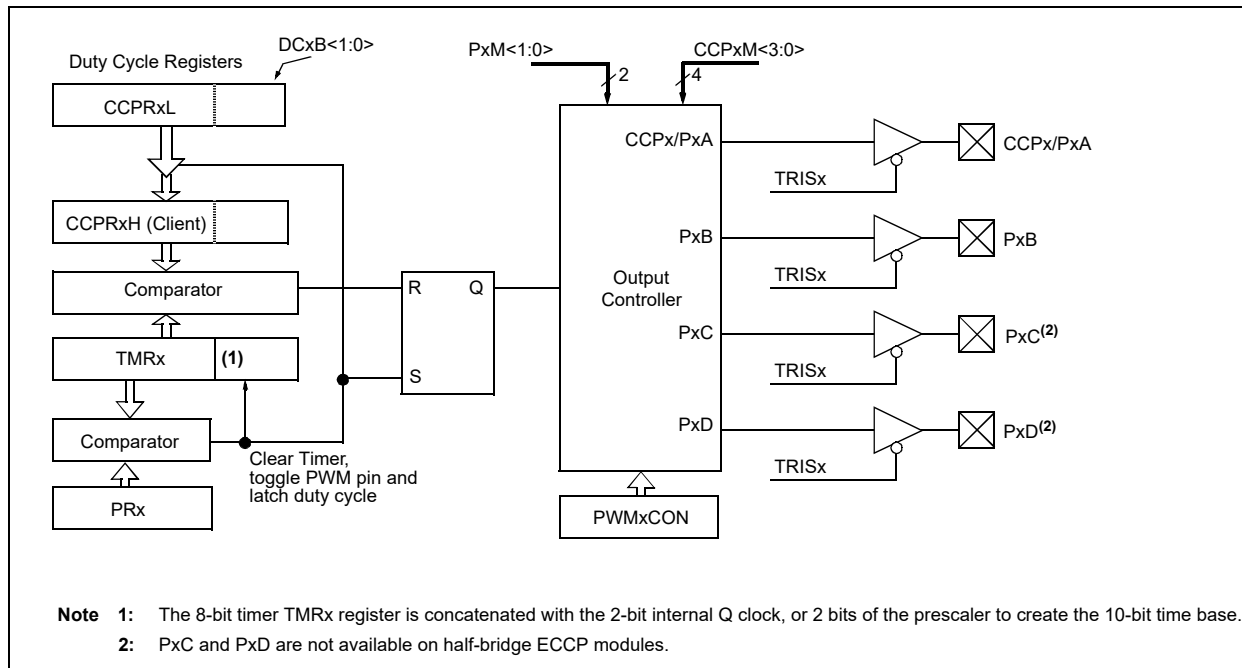 DCxB<1:0>
Duty Cycle Registers
CCPRxL
CCPRxH (Client)
Comparator
TMRx
(1)
Comparator
Clear Timer,
toggle PWM pin and
latch duty cycle
PRx
R
Q
S
PxM<1:0>
2
CCPxM<3:0>
4
Output
Controller
CCPx/PxA
PxB
PxC
PxD
PWMxCON
TRISx
CCPx/PxA
TRISx
PxB
TRISx
PxC(2)
TRISx
PxD(2)
Note 1: The 8-bit timer TMRx register is concatenated with the 2-bit internal Q clock, or 2 bits of the prescaler to create the 10-bit time base.
2: PxC and PxD are not available on half-bridge ECCP modules.